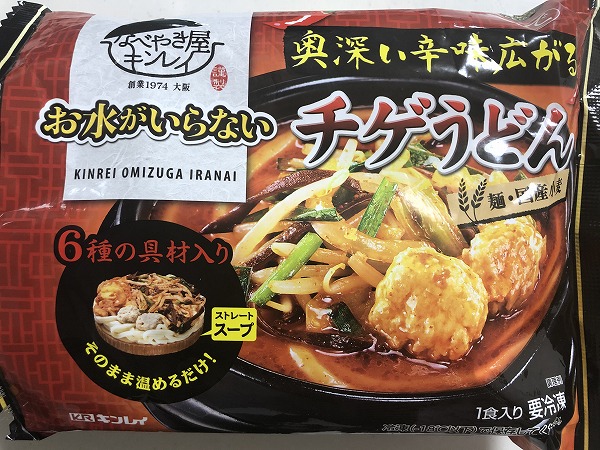 なべやき屋
キンレイ
創業1974 大阪
お水がいらない
KINREI OMIZUGA IRANAI
奥深い辛味広がる
チゲうどん
麺・国産小麦
6種の具材入り
ストレート
スープ
そのまま温めるだけ!
KR キンレイ
1食入り 要冷凍